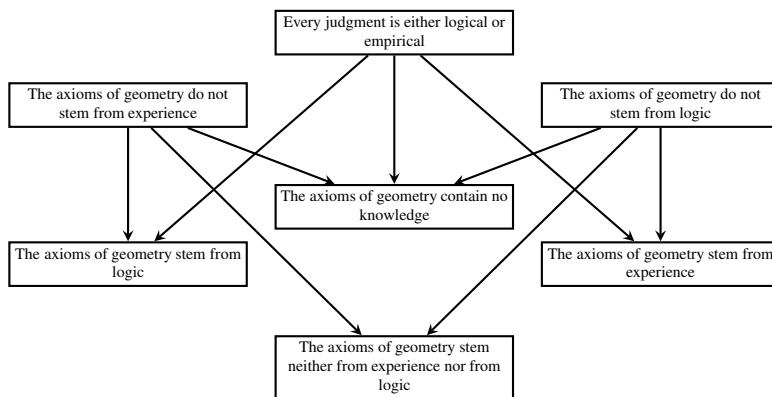 Every judgment is either logical or
empirical
The axioms of geometry do not
stem from experience
The axioms of geometry do not
stem from logic
The axioms of geometry contain no
knowledge
The axioms of geometry stem from
logic
The axioms of geometry stem from
experience
The axioms of geometry stem
neither from experience nor from
logic